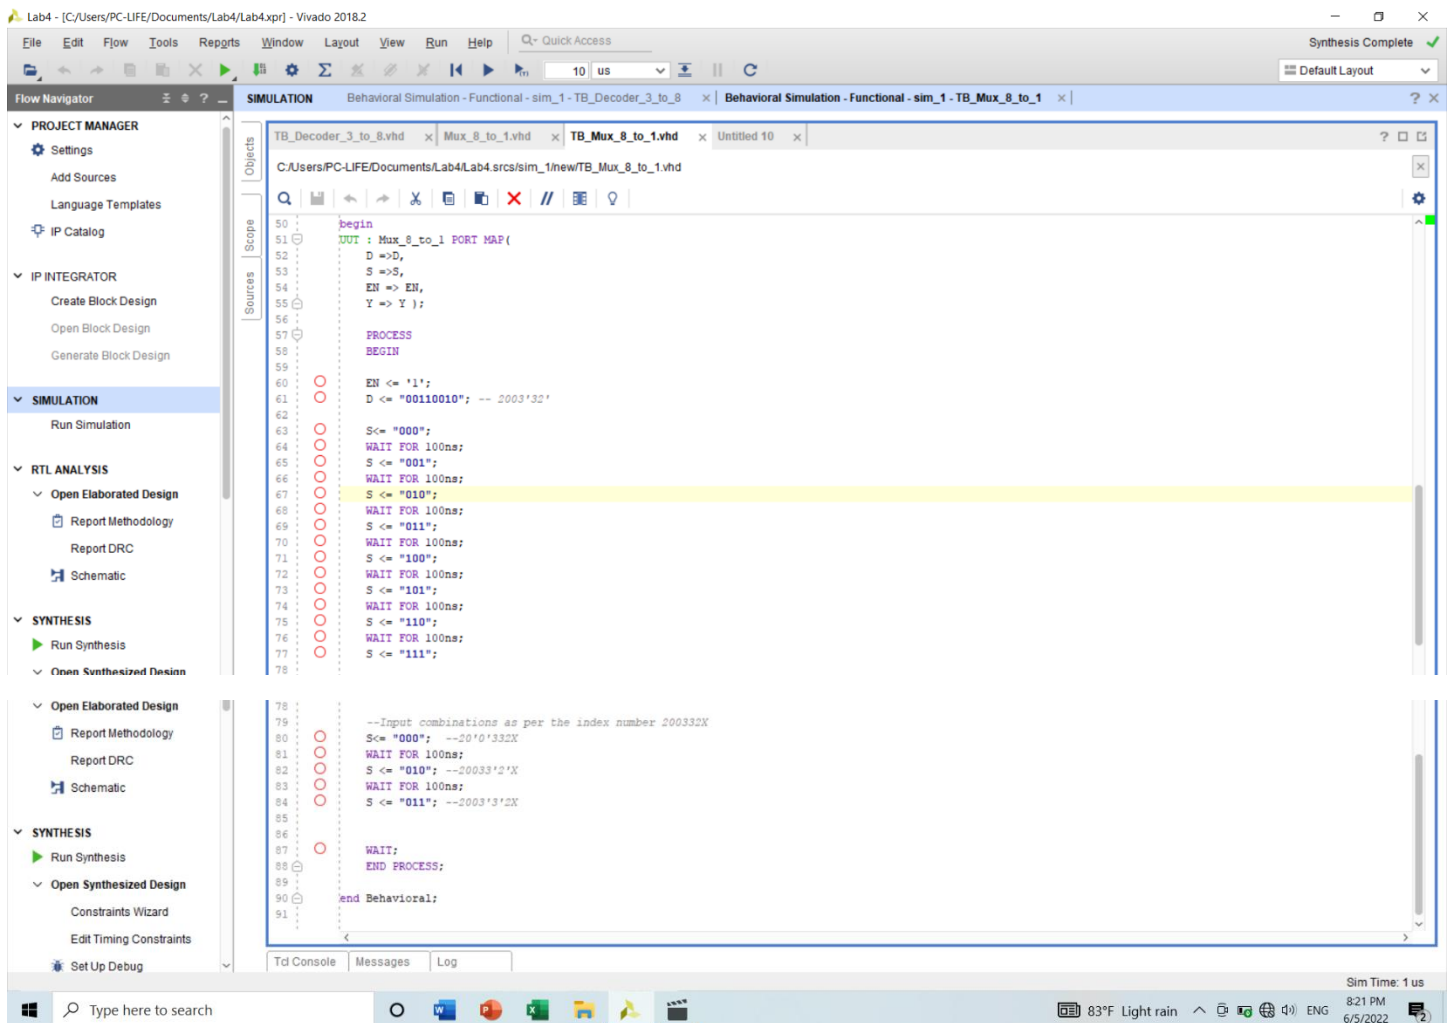 Lab4 - [C:/Users/PC-LIFE/Documents/Lab4/Lab4.xpr] - Vivado 2018.2
File Edit Flow Tools Reports Window Layout View Run Help Quick Access
Synthesis Complete
10 us
Default Layout
Flow Navigator
SIMULATION Behavioral Simulation - Functional - sim_1 - TB_Decoder_3_to_8 Behavioral Simulation - Functional - sim_1 - TB_Mux_8_to_1
PROJECT MANAGER
Settings
Add Sources
Language Templates
IP Catalog
IP INTEGRATOR
Create Block Design
Open Block Design
Generate Block Design
SIMULATION
Run Simulation
RTL ANALYSIS
Open Elaborated Design
Report Methodology
Report DRC
Schematic
SYNTHESIS
Run Synthesis
Open Synthesized Design
Objects
Scope
Sources
TB_Decoder_3_to_8.vhd Mux_8_to_1.vhd TB_Mux_8_to_1.vhd Untitled 10
C:/Users/PC-LIFE/Documents/Lab4/Lab4.srcs/sim_1/new/TB_Mux_8_to_1.vhd
50 begin
51 UUT : Mux_8_to_1 PORT MAP(
52 D =>D,
53 S =>S,
54 EN => EN,
55 Y => Y );
56
57 PROCESS
58 BEGIN
59
60 EN <= '1';
61 D <= "00110010"; -- 2003'32'
62
63 S<= "000";
64 WAIT FOR 100ns;
65 S <= "001";
66 WAIT FOR 100ns;
67 S <= "010";
68 WAIT FOR 100ns;
69 S <= "011";
70 WAIT FOR 100ns;
71 S <= "100";
72 WAIT FOR 100ns;
73 S <= "101";
74 WAIT FOR 100ns;
75 S <= "110";
76 WAIT FOR 100ns;
77 S <= "111";
78
Open Elaborated Design
Report Methodology
Report DRC
Schematic
SYNTHESIS
Run Synthesis
Open Synthesized Design
Constraints Wizard
Edit Timing Constraints
Set Up Debug
78
79 --Input combinations as per the index number 200332X
80 S<= "000"; --20'0'332X
81 WAIT FOR 100ns;
82 S <= "010"; --20033'2'X
83 WAIT FOR 100ns;
84 S <= "011"; --2003'3'2X
85
86
87 WAIT;
88 END PROCESS;
89
90 end Behavioral;
91
Tcl Console Messages Log
Sim Time: 1 us
Type here to search
83°F Light rain ENG
8:21 PM
6/5/2022
2